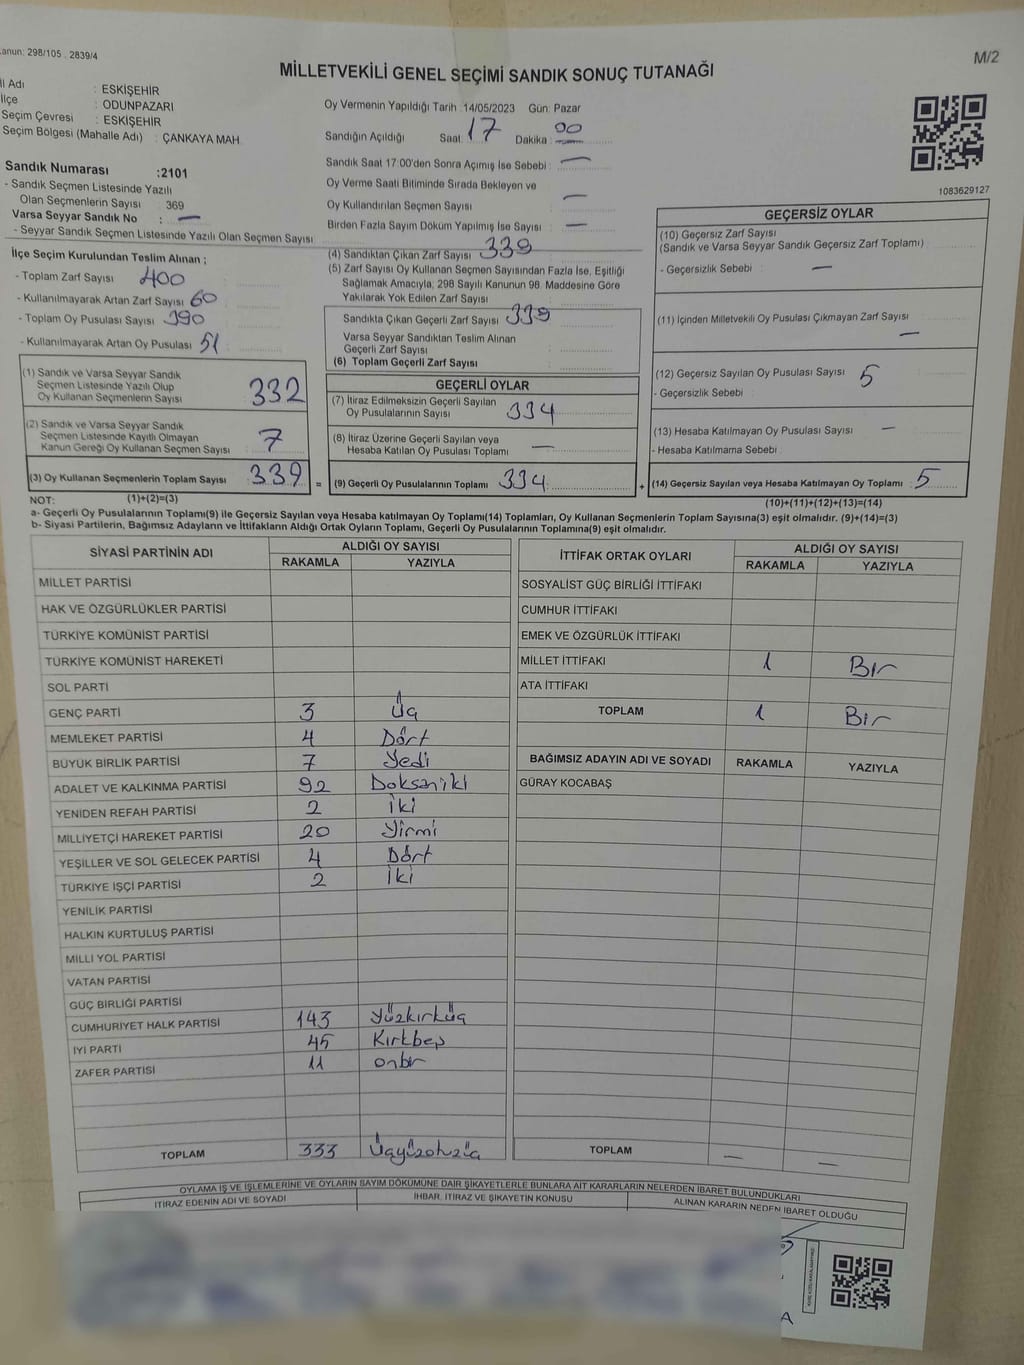 Kanun: 298/105 . 2839/4
M/2
MİLLETVEKİLİ GENEL SEÇİMİ SANDIK SONUÇ TUTANAĞI
İl Adı : ESKİŞEHİR
İlçe : ODUNPAZARI
Seçim Çevresi : ESKİŞEHİR
Seçim Bölgesi (Mahalle Adı) : ÇANKAYA MAH
Sandık Numarası :2101
- Sandık Seçmen Listesinde Yazılı
Olan Seçmenlerin Sayısı : 369
Varsa Seyyar Sandık No : —
- Seyyar Sandık Seçmen Listesinde Yazılı Olan Seçmen Sayısı
Oy Vermenin Yapıldığı Tarih :14/05/2023 Gün: Pazar
Sandığın Açıldığı Saat 17 Dakika : 00
Sandık Saat 17:00'den Sonra Açımış İse Sebebi : —
Oy Verme Saati Bitiminde Sırada Bekleyen ve
Oy Kullandırılan Seçmen Sayısı —
Birden Fazla Sayım Döküm Yapılmış İse Sayısı : —
1083629127
İlçe Seçim Kurulundan Teslim Alınan ;
- Toplam Zarf Sayısı 400
- Kullanılmayarak Artan Zarf Sayısı 60
- Toplam Oy Pusulası Sayısı 390
- Kullanılmayarak Artan Oy Pusulası 51
(4) Sandıktan Çıkan Zarf Sayısı 339
(5) Zarf Sayısı Oy Kullanan Seçmen Sayısından Fazla İse, Eşitliği
Sağlamak Amacıyla; 298 Sayılı Kanunun 98. Maddesine Göre
Yakılarak Yok Edilen Zarf Sayısı
Sandıkta Çıkan Geçerli Zarf Sayısı 339
Varsa Seyyar Sandıktan Teslim Alınan
Geçerli Zarf Sayısı
(6) Toplam Geçerli Zarf Sayısı
GEÇERSİZ OYLAR
(10) Geçersiz Zarf Sayısı
(Sandık ve Varsa Seyyar Sandık Geçersiz Zarf Toplamı)
- Geçersizlik Sebebi : —
(11) İçinden Milletvekili Oy Pusulası Çıkmayan Zarf Sayısı —
(12) Geçersiz Sayılan Oy Pusulası Sayısı 5
- Geçersizlik Sebebi :
(13) Hesaba Katılmayan Oy Pusulası Sayısı —
- Hesaba Katılmama Sebebi :
(14) Geçersiz Sayılan veya Hesaba Katılmayan Oy Toplamı 5
(10)+(11)+(12)+(13)=(14)
(1) Sandık ve Varsa Seyyar Sandık
Seçmen Listesinde Yazılı Olup
Oy Kullanan Seçmenlerin Sayısı 332
(2) Sandık ve Varsa Seyyar Sandık
Seçmen Listesinde Kayıtlı Olmayan
Kanun Gereği Oy Kullanan Seçmen Sayısı 7
(3) Oy Kullanan Seçmenlerin Toplam Sayısı 339
GEÇERLİ OYLAR
(7) İtiraz Edilmeksizin Geçerli Sayılan
Oy Pusulalarının Sayısı 334
(8) İtiraz Üzerine Geçerli Sayılan veya
Hesaba Katılan Oy Pusulası Toplamı —
= (9) Geçerli Oy Pusulalarının Toplamı 334 +
NOT: (1)+(2)=(3)
a- Geçerli Oy Pusulalarının Toplamı(9) ile Geçersiz Sayılan veya Hesaba katılmayan Oy Toplamı(14) Toplamları, Oy Kullanan Seçmenlerin Toplam Sayısına(3) eşit olmalıdır. (9)+(14)=(3)
b- Siyasi Partilerin, Bağımsız Adayların ve İttifakların Aldığı Ortak Oyların Toplamı, Geçerli Oy Pusulalarının Toplamına(9) eşit olmalıdır.
SİYASİ PARTİNİN ADI ALDIĞI OY SAYISI
RAKAMLA YAZIYLA
MİLLET PARTİSİ
HAK VE ÖZGÜRLÜKLER PARTİSİ
TÜRKİYE KOMÜNİST PARTİSİ
TÜRKİYE KOMÜNİST HAREKETİ
SOL PARTİ
GENÇ PARTİ 3 Üç
MEMLEKET PARTİSİ 4 Dört
BÜYÜK BİRLİK PARTİSİ 7 Yedi
ADALET VE KALKINMA PARTİSİ 92 Doksaniki
YENİDEN REFAH PARTİSİ 2 İki
MİLLİYETÇİ HAREKET PARTİSİ 20 Yirmi
YEŞİLLER VE SOL GELECEK PARTİSİ 4 Dört
TÜRKİYE İŞÇİ PARTİSİ 2 İki
YENİLİK PARTİSİ
HALKIN KURTULUŞ PARTİSİ
MİLLİ YOL PARTİSİ
VATAN PARTİSİ
GÜÇ BİRLİĞİ PARTİSİ
CUMHURİYET HALK PARTİSİ 143 Yüzkırküç
İYİ PARTİ 45 Kırkbeş
ZAFER PARTİSİ 11 onbir
TOPLAM 333 Üçyüzotuzüç
İTTİFAK ORTAK OYLARI ALDIĞI OY SAYISI
RAKAMLA YAZIYLA
SOSYALİST GÜÇ BİRLİĞİ İTTİFAKI
CUMHUR İTTİFAKI
EMEK VE ÖZGÜRLÜK İTTİFAKI
MİLLET İTTİFAKI 1 Bir
ATA İTTİFAKI
TOPLAM 1 Bir
BAĞIMSIZ ADAYIN ADI VE SOYADI RAKAMLA YAZIYLA
GÜRAY KOCABAŞ
TOPLAM — —
OYLAMA İŞ VE İŞLEMLERİNE VE OYLARIN SAYIM DÖKÜMÜNE DAİR ŞİKAYETLERLE BUNLARA AİT KARARLARIN NELERDEN İBARET BULUNDUKLARI
İTİRAZ EDENİN ADI VE SOYADI İHBAR, İTİRAZ VE ŞİKAYETİN KONUSU ALINAN KARARIN NEDEN İBARET OLDUĞU